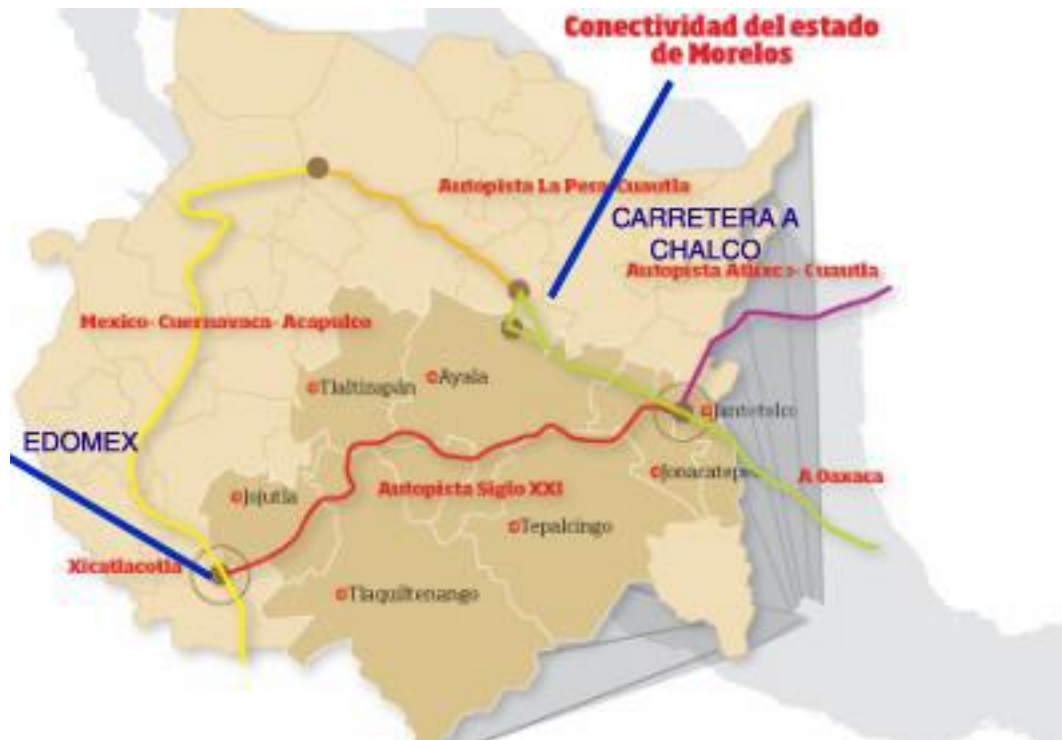 Conectividad del estado
de Morelos
Autopista La Pera-Cuautla
CARRETERA A
CHALCO
Autopista Atlixco-Cuautla
Mexico-Cuernavaca-Acapulco
©Tlaltizapán
©Ayala
©Jantetelco
EDOMEX
©Jojutla
Autopista Siglo XXI
©Jonacatepec
A Oaxaca
©Tepalcingo
Xicatlacotla
©Tlaquiltenango